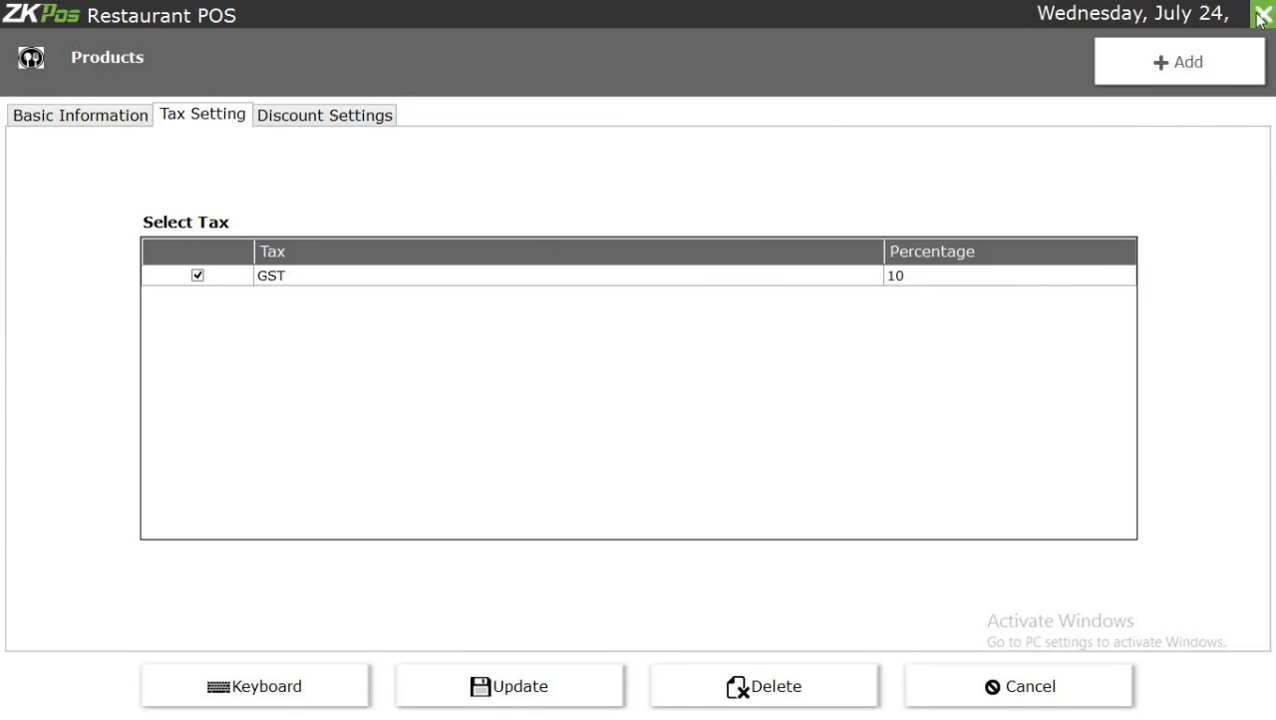 ZKPos Restaurant POS
Wednesday, July 24,
Products
Add
Basic Information
Tax Setting
Discount Settings
Select Tax
Tax Percentage
GST 10
Activate Windows
Go to PC settings to activate Windows.
Keyboard
Update
Delete
Cancel